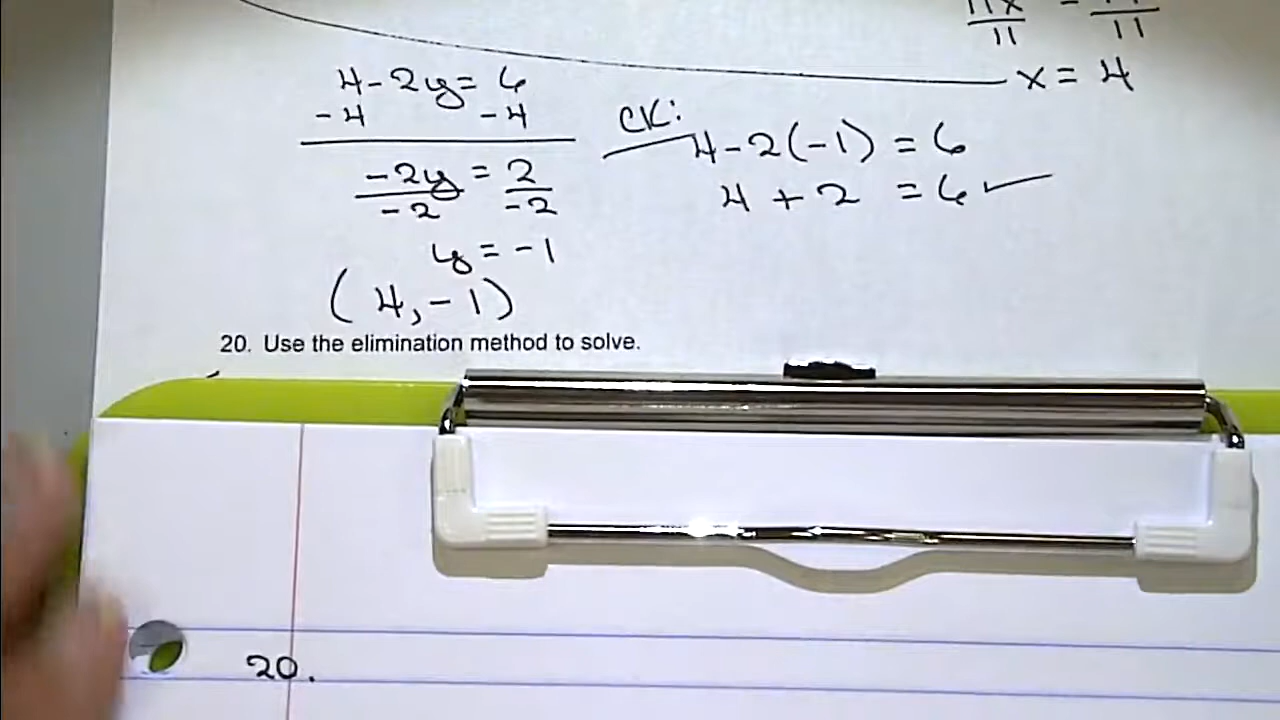 11x
11 11
x = 4
4 - 2y = 6
- 4 - 4
-2y = 2
-2 -2
y = -1
(4, -1)
CK:
4 - 2(-1) = 6
4 + 2 = 6 ✓
20. Use the elimination method to solve.
20.